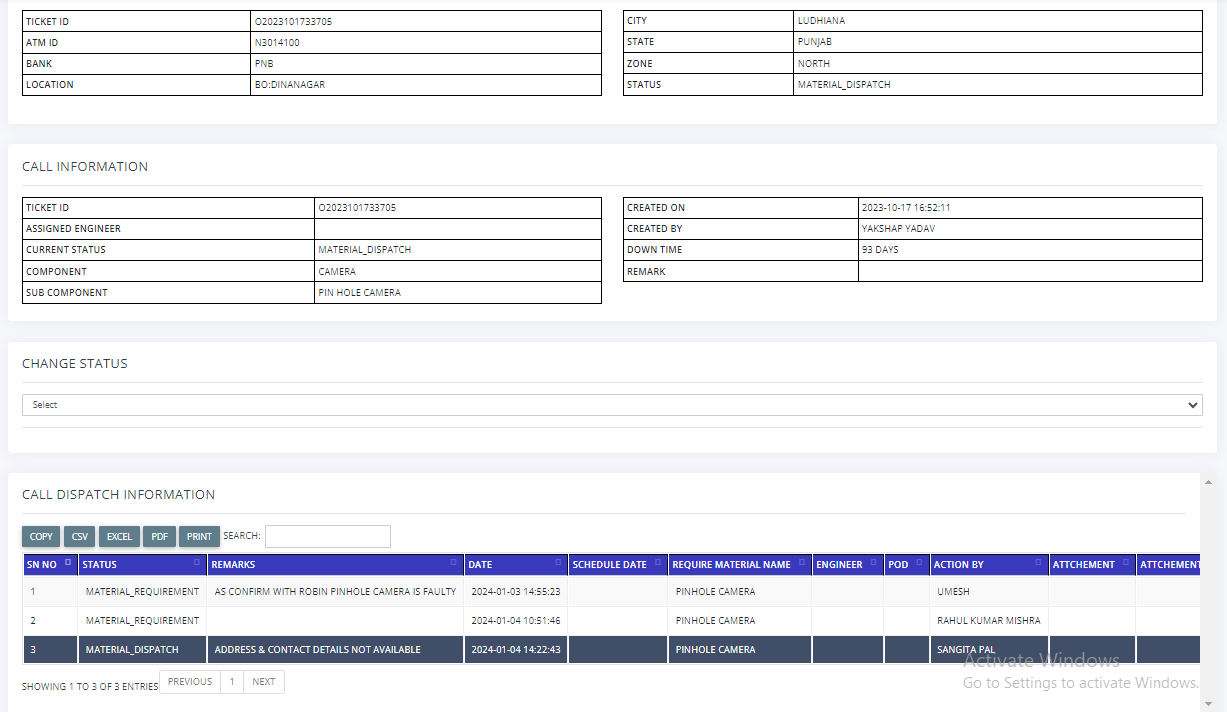 TICKET ID O2023101733705
ATM ID N3014100
BANK PNB
LOCATION BO:DINANAGAR
CITY LUDHIANA
STATE PUNJAB
ZONE NORTH
STATUS MATERIAL_DISPATCH
CALL INFORMATION
TICKET ID O2023101733705
ASSIGNED ENGINEER
CURRENT STATUS MATERIAL_DISPATCH
COMPONENT CAMERA
SUB COMPONENT PIN HOLE CAMERA
CREATED ON 2023-10-17 16:52:11
CREATED BY YAKSHAP YADAV
DOWN TIME 93 DAYS
REMARK
CHANGE STATUS
Select
CALL DISPATCH INFORMATION
COPY CSV EXCEL PDF PRINT SEARCH:
SN NO STATUS REMARKS DATE SCHEDULE DATE REQUIRE MATERIAL NAME ENGINEER POD ACTION BY ATTCHEMENT ATTCHEMENT
1 MATERIAL_REQUIREMENT AS CONFIRM WITH ROBIN PINHOLE CAMERA IS FAULTY 2024-01-03 14:55:23 PINHOLE CAMERA UMESH
2 MATERIAL_REQUIREMENT 2024-01-04 10:51:46 PINHOLE CAMERA RAHUL KUMAR MISHRA
3 MATERIAL_DISPATCH ADDRESS & CONTACT DETAILS NOT AVAILABLE 2024-01-04 14:22:43 PINHOLE CAMERA SANGITA PAL
SHOWING 1 TO 3 OF 3 ENTRIES PREVIOUS 1 NEXT
Activate Windows
Go to Settings to activate Windows.